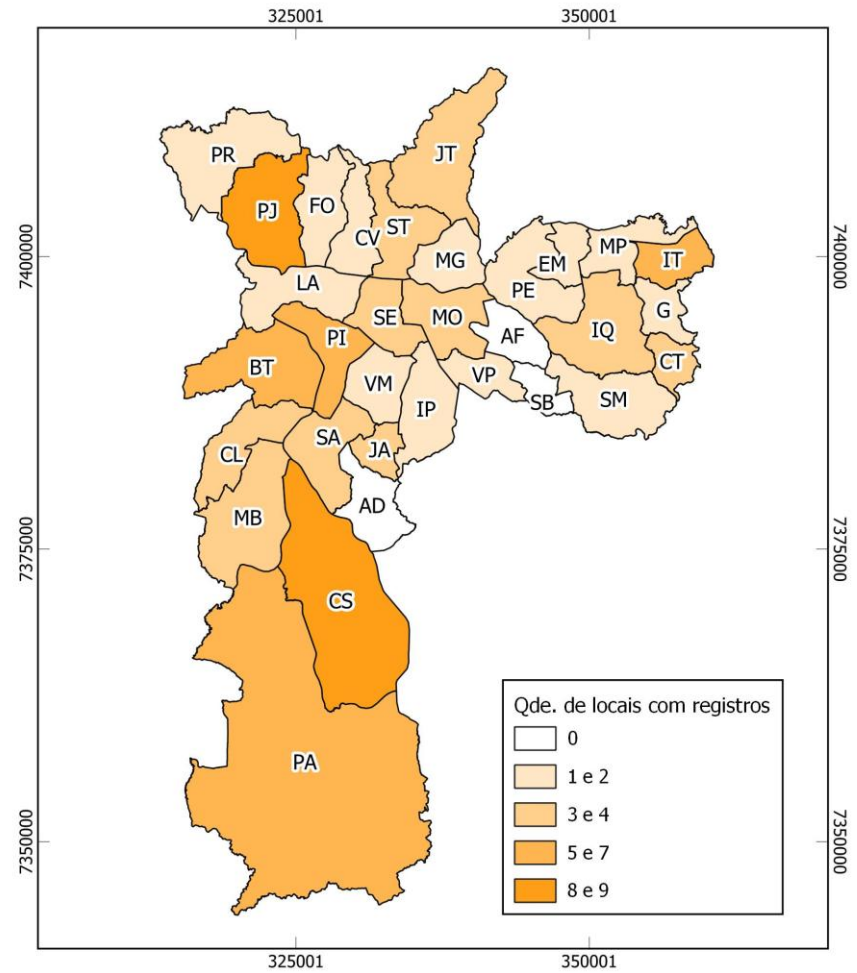 325001 350001
PR
JT
PJ
FO
CV
ST
MG
7400000
7400000
EM
MP
IT
LA
PE
SE
MO
G
PI
AF
IQ
BT
VM
VP
CT
IP
SB
SM
SA
CL
JA
MB
AD
7375000
7375000
CS
PA
Qde. de locais com registros
0
1 e 2
3 e 4
5 e 7
8 e 9
7350000
7350000
325001 350001